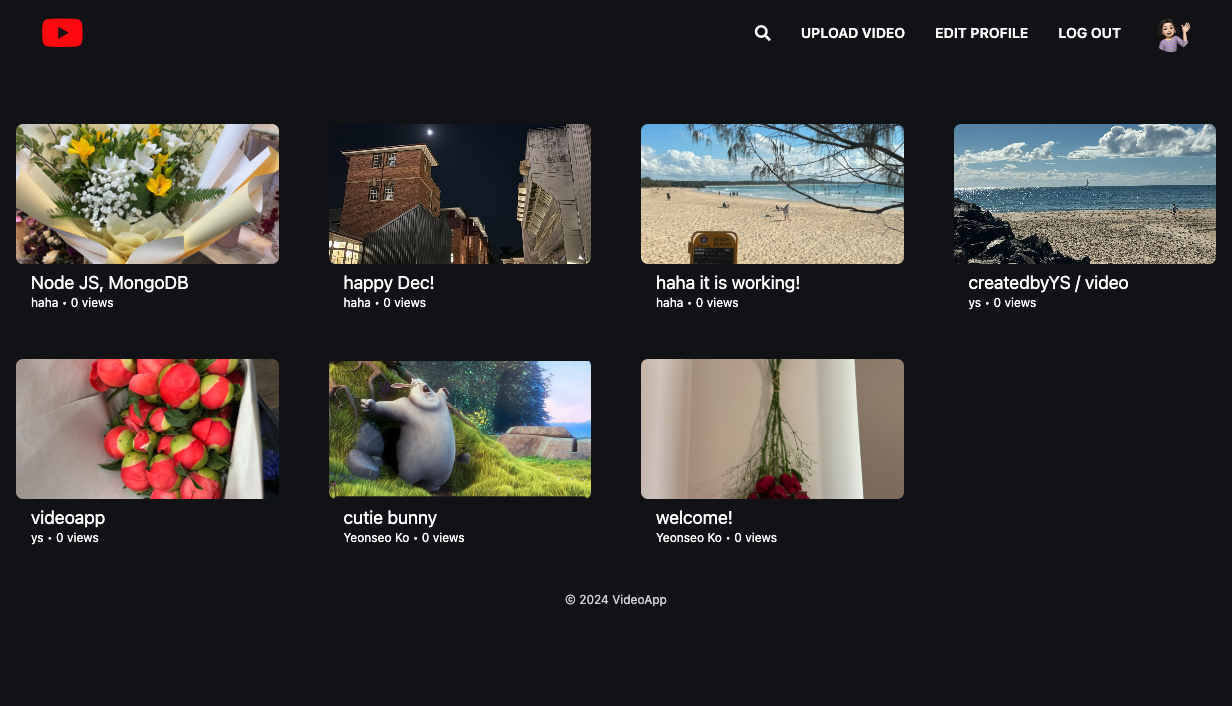 UPLOAD VIDEO EDIT PROFILE LOG OUT
Node JS, MongoDB
haha • 0 views
happy Dec!
haha • 0 views
haha it is working!
haha • 0 views
createdbyYS / video
ys • 0 views
videoapp
ys • 0 views
cutie bunny
Yeonseo Ko • 0 views
welcome!
Yeonseo Ko • 0 views
© 2024 VideoApp